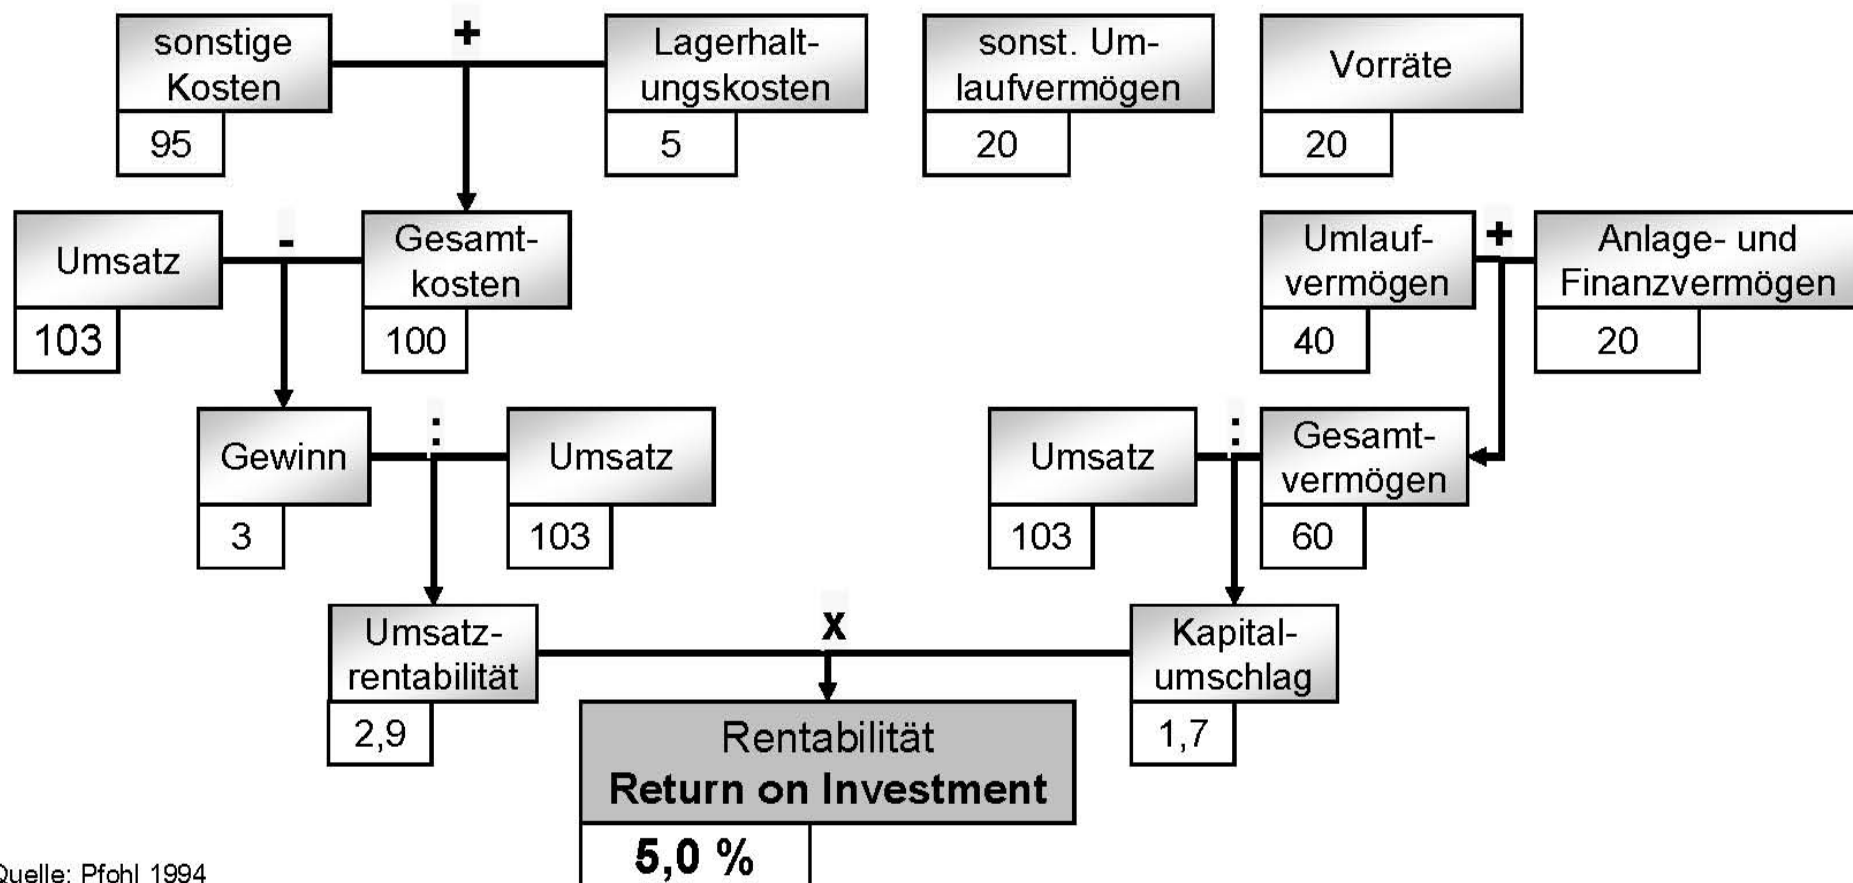 sonstige
Kosten
95
+
Lagerhalt-
ungskosten
5
sonst. Um-
laufvermögen
20
Vorräte
20
Umsatz
103
-
Gesamt-
kosten
100
Umlauf-
vermögen
40
+
Anlage- und
Finanzvermögen
20
Gewinn
3
:
Umsatz
103
Umsatz
103
:
Gesamt-
vermögen
60
Umsatz-
rentabilität
2,9
x
Kapital-
umschlag
1,7
Rentabilität
Return on Investment
5,0 %
Quelle: Pfohl 1994